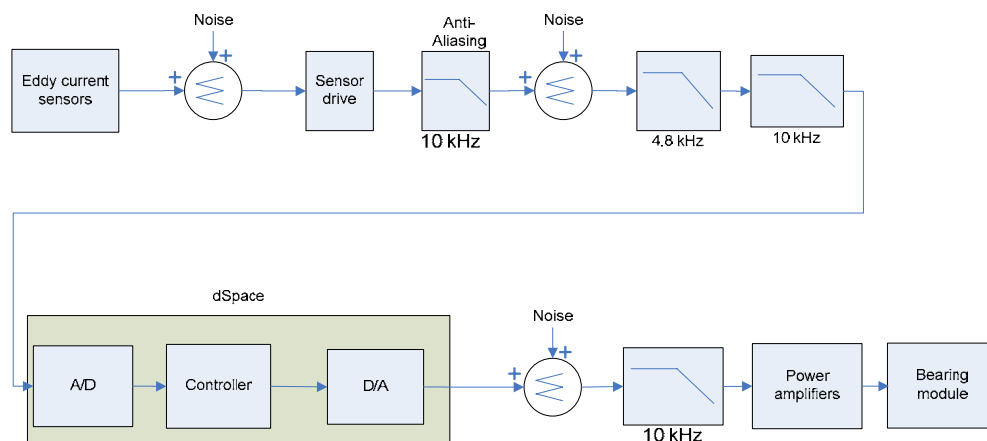 Noise
Anti-
Aliasing
Noise
+
+
+
+
Eddy current
sensors
Sensor
drive
10 kHz
4.8 kHz
10 kHz
dSpace
Noise
+
+
A/D
Controller
D/A
Power
amplifiers
Bearing
module
10 kHz